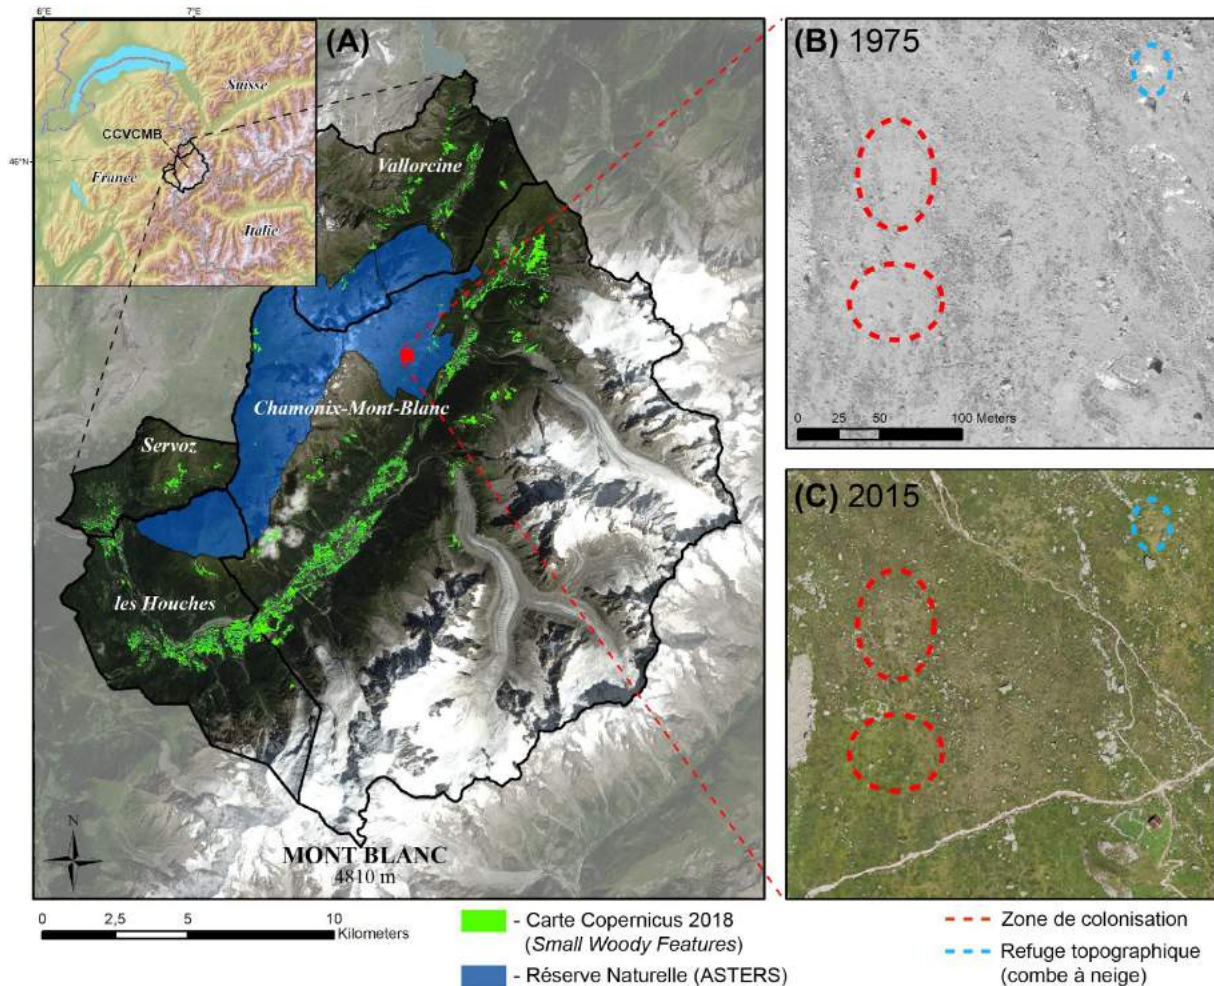 6°E
7°E
46°N
Suisse
CCVCMB
France
Italie
(A)
Vallorcine
Chamonix-Mont-Blanc
Servoz
les Houches
N
MONT BLANC
4810 m
0 2,5 5 10
Kilometers
(B) 1975
0 25 50 100 Meters
(C) 2015
- Carte Copernicus 2018
(Small Woody Features)
- Réserve Naturelle (ASTERS)
Zone de colonisation
Refuge topographique
(combe à neige)